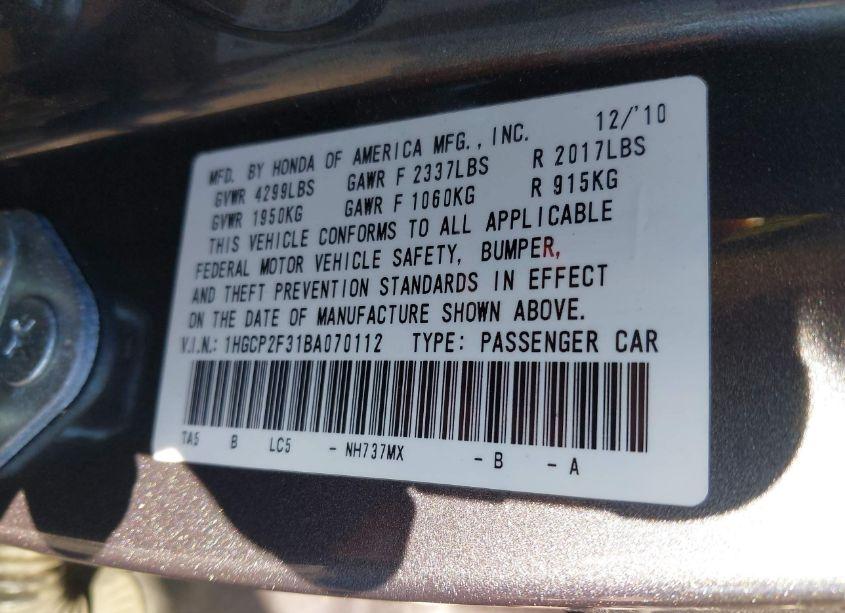 MFD. BY HONDA OF AMERICA MFG., INC. 12/'10
GVWR 4299LBS GAWR F 2337LBS R 2017LBS
GVWR 1950KG GAWR F 1060KG R 915KG
THIS VEHICLE CONFORMS TO ALL APPLICABLE
FEDERAL MOTOR VEHICLE SAFETY, BUMPER,
AND THEFT PREVENTION STANDARDS IN EFFECT
ON THE DATE OF MANUFACTURE SHOWN ABOVE.
V.I.N.: 1HGCP2F31BA070112 TYPE: PASSENGER CAR
TA5 B LC5 - NH737MX - B - A